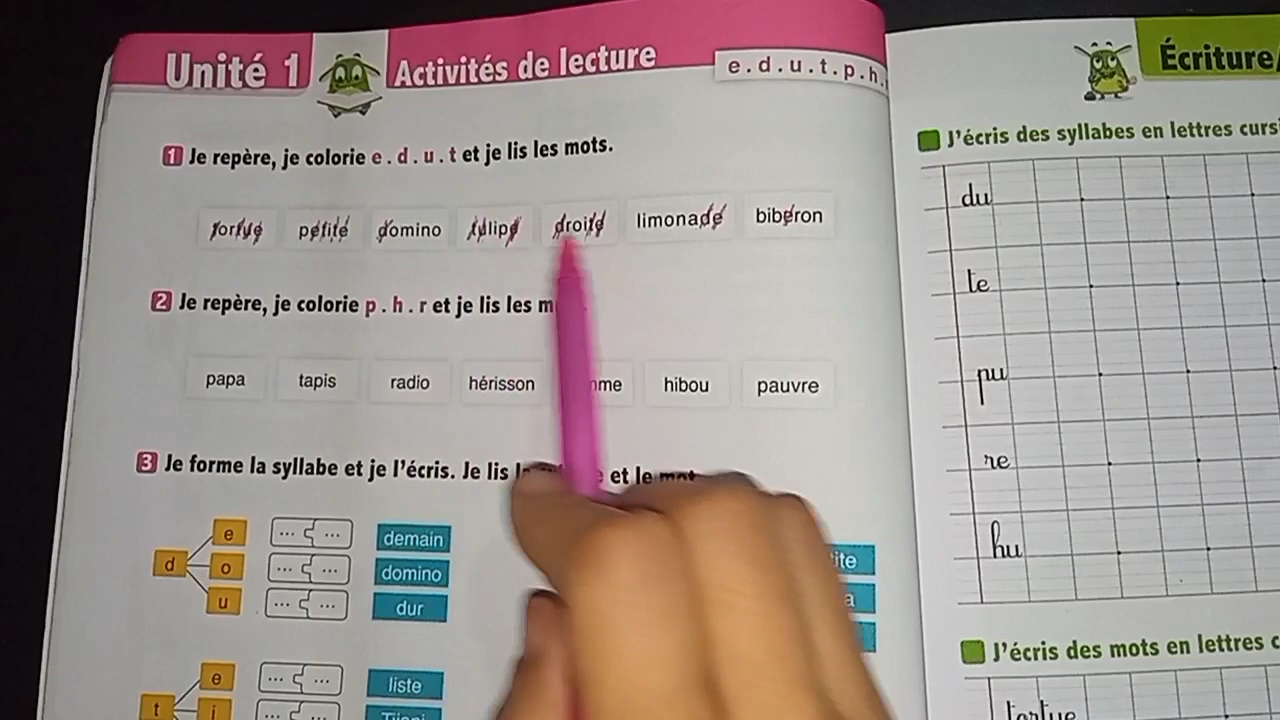 Unité 1 Activités de lecture e . d . u . t . p . h .
1 Je repère, je colorie e . d . u . t et je lis les mots.
tortue petite domino tulipe droite limonade biberon
2 Je repère, je colorie p . h . r et je lis les
papa tapis radio hérisson hibou pauvre
3 Je forme la syllabe et je l'écris. Je lis et le mot
d
e ... ... demain
o ... ... domino
u ... ... dur
t
e ... ... liste
i ... ...
Écriture
J'écris des syllabes en lettres
du
te
pu
re
hu
J'écris des mots en lettres
tortue